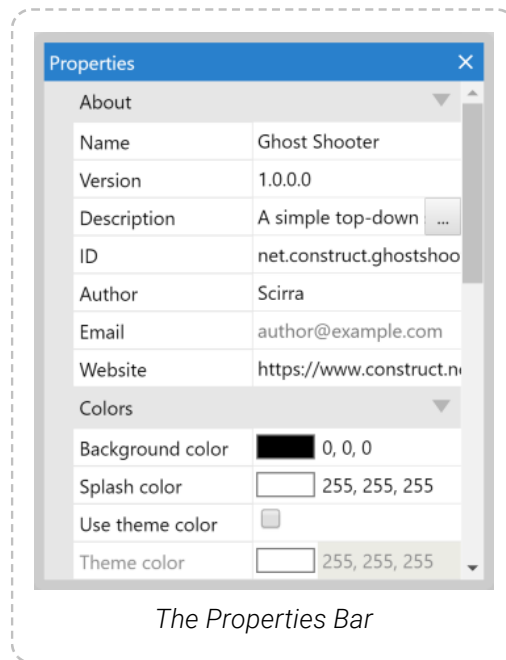 Properties
About
Name Ghost Shooter
Version 1.0.0.0
Description A simple top-down ...
ID net.construct.ghostshoo
Author Scirra
Email author@example.com
Website https://www.construct.n
Colors
Background color 0, 0, 0
Splash color 255, 255, 255
Use theme color
Theme color 255, 255, 255
The Properties Bar